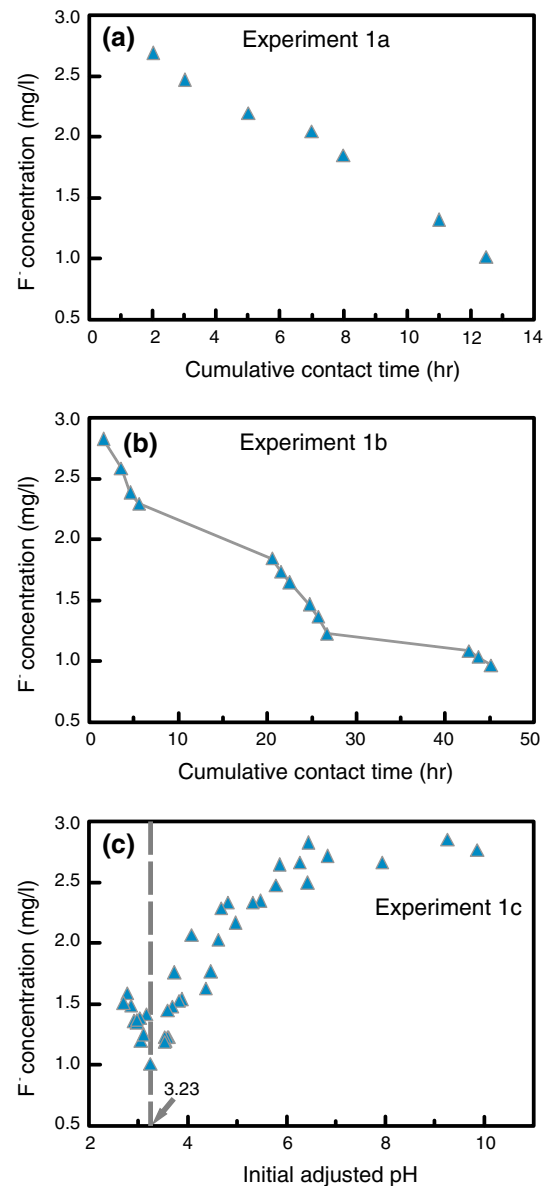 (a) Experiment 1a
3.0
2.5
2.0
1.5
1.0
0.5
F⁻ concentration (mg/l)
0 2 4 6 8 10 12 14
Cumulative contact time (hr)
(b) Experiment 1b
3.0
2.5
2.0
1.5
1.0
0.5
F⁻ concentration (mg/l)
0 10 20 30 40 50
Cumulative contact time (hr)
(c)
Experiment 1c
3.0
2.5
2.0
1.5
1.0
0.5
F⁻ concentration (mg/l)
3.23
2 4 6 8 10
Initial adjusted pH